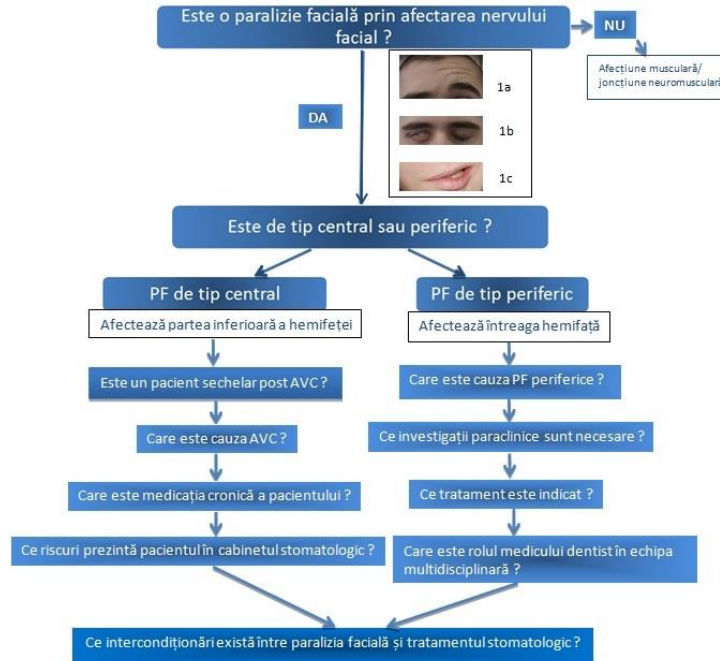 Este o paralizie facială prin afectarea nervului
facial ?
NU
Afecțiune musculară/
joncțiune neuromusculară
DA
1a
1b
1c
Este de tip central sau periferic ?
PF de tip central
PF de tip periferic
Afectează partea inferioară a hemifeței
Afectează întreaga hemifață
Este un pacient sechelar post AVC ?
Care este cauza PF periferice ?
Care este cauza AVC ?
Ce investigații paraclinice sunt necesare ?
Care este medicația cronică a pacientului ?
Ce tratament este indicat ?
Ce riscuri prezintă pacientul în cabinetul stomatologic ?
Care este rolul medicului dentist în echipa
multidisciplinară ?
Ce intercondiționări există între paralizia facială și tratamentul stomatologic ?